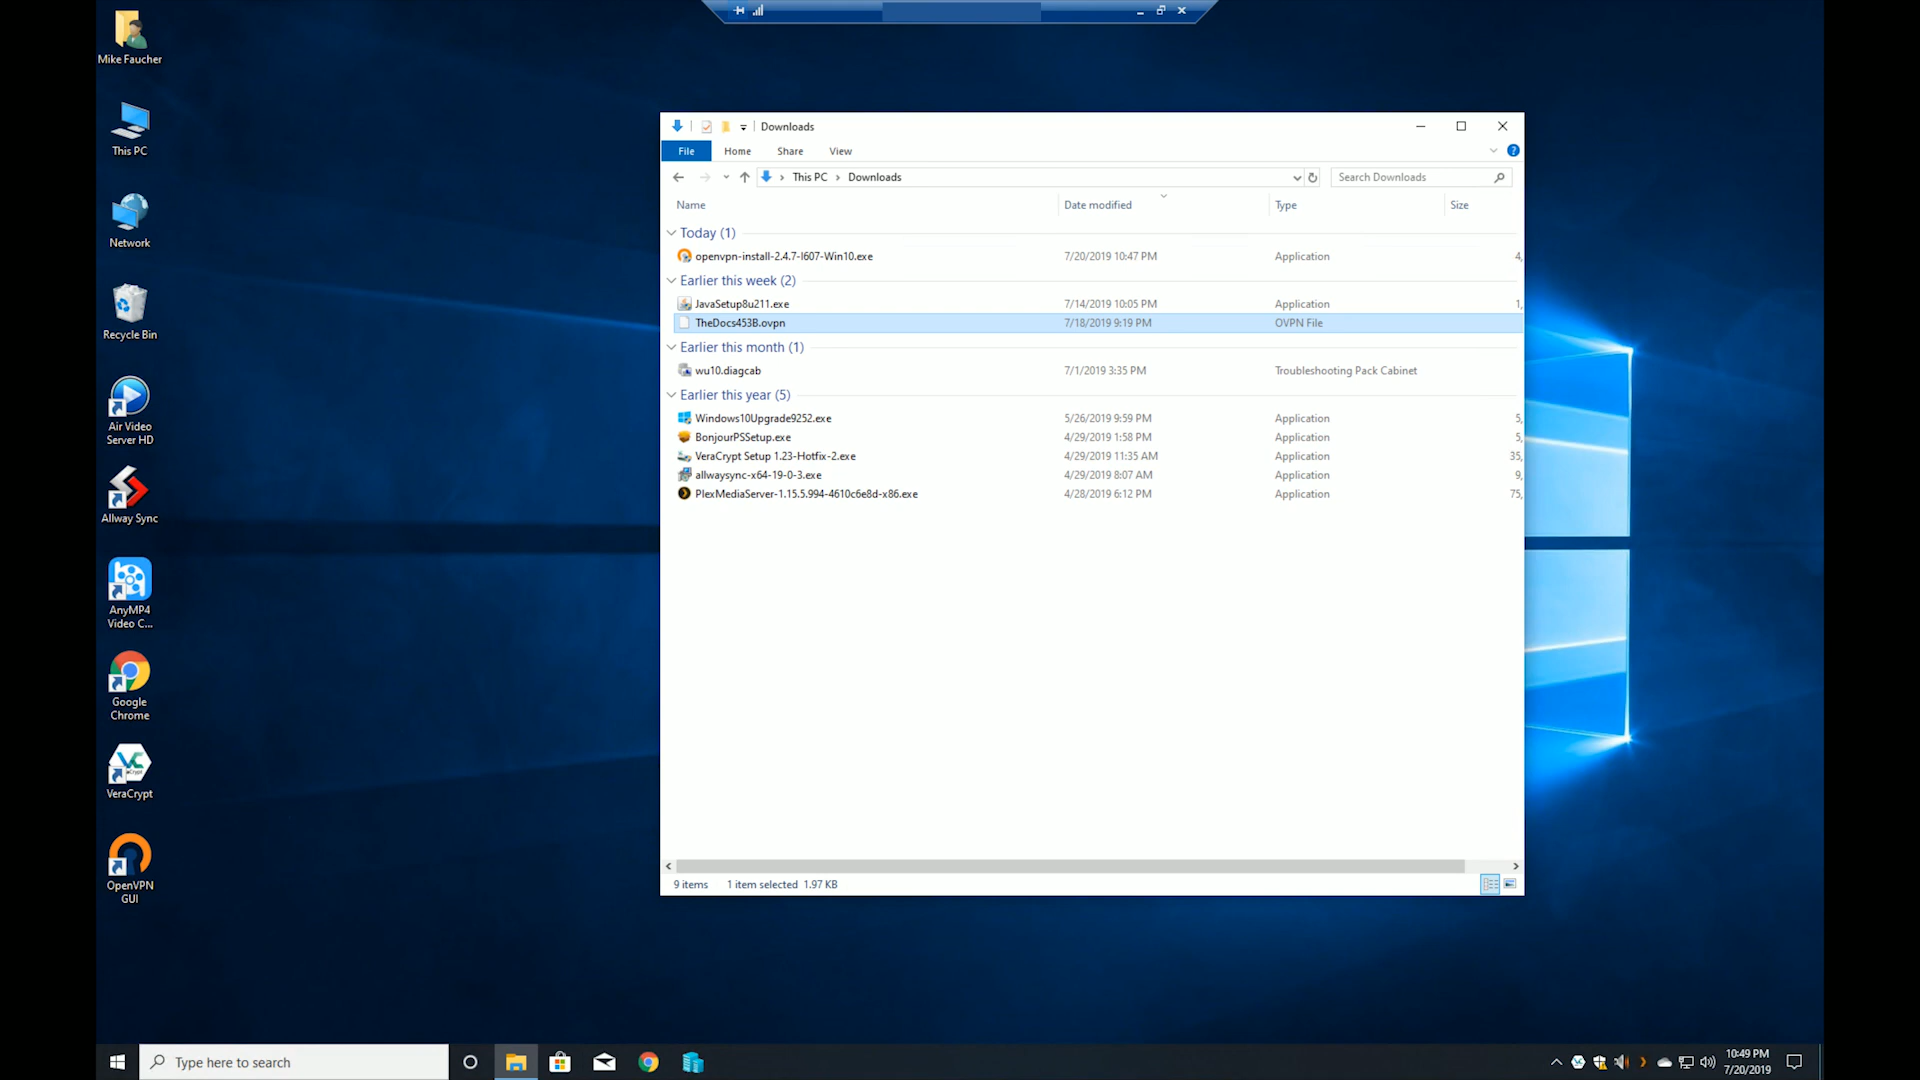 Mike Faucher
This PC
Network
Recycle Bin
Air Video
Server HD
Allway Sync
AnyMP4
Video C...
Google
Chrome
VeraCrypt
OpenVPN
GUI
Downloads
File Home Share View
This PC > Downloads
Search Downloads
Name Date modified Type Size
Today (1)
openvpn-install-2.4.7-I607-Win10.exe 7/20/2019 10:47 PM Application 4,
Earlier this week (2)
JavaSetup8u211.exe 7/14/2019 10:05 PM Application 1,
TheDocs453B.ovpn 7/18/2019 9:19 PM OVPN File
Earlier this month (1)
wu10.diagcab 7/1/2019 3:35 PM Troubleshooting Pack Cabinet
Earlier this year (5)
Windows10Upgrade9252.exe 5/26/2019 9:59 PM Application 5,
BonjourPSSetup.exe 4/29/2019 1:58 PM Application 5,
VeraCrypt Setup 1.23-Hotfix-2.exe 4/29/2019 11:35 AM Application 35,
allwaysync-x64-19-0-3.exe 4/29/2019 8:07 AM Application 9,
PlexMediaServer-1.15.5.994-4610c6e8d-x86.exe 4/28/2019 6:12 PM Application 75,
9 items 1 item selected 1.97 KB
Type here to search
10:49 PM
7/20/2019